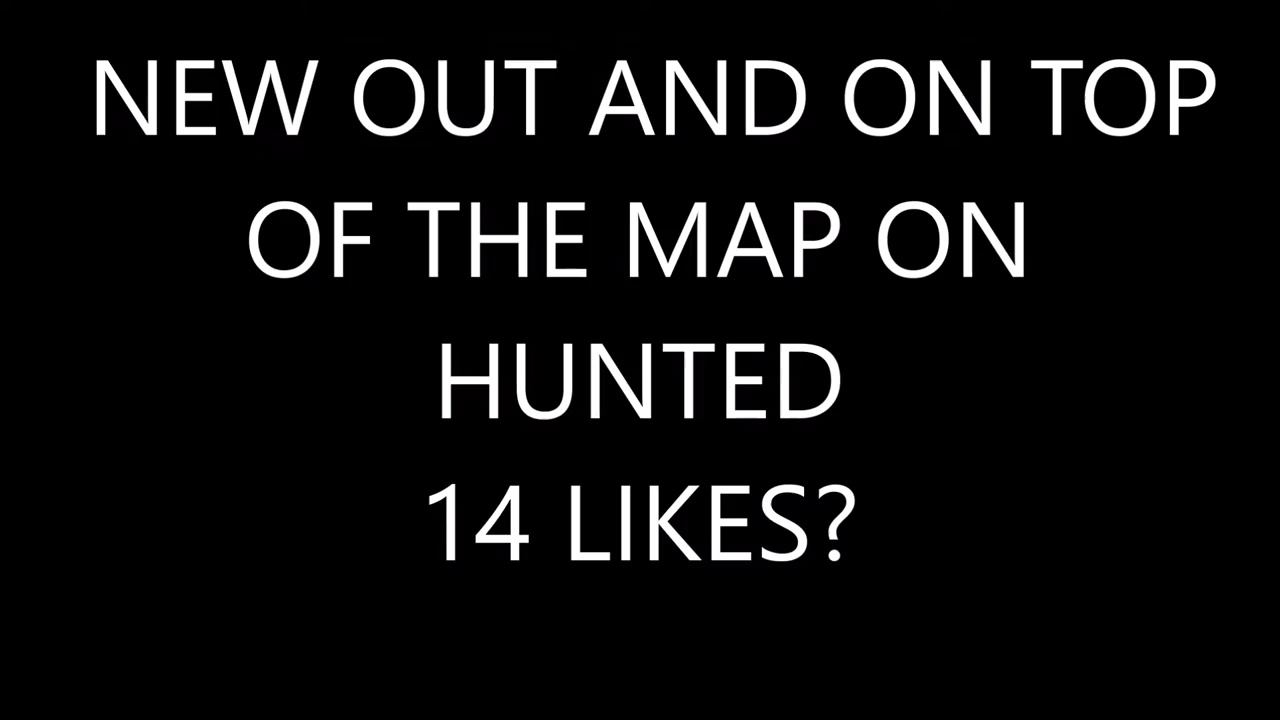 NEW OUT AND ON TOP
OF THE MAP ON
HUNTED
14 LIKES?